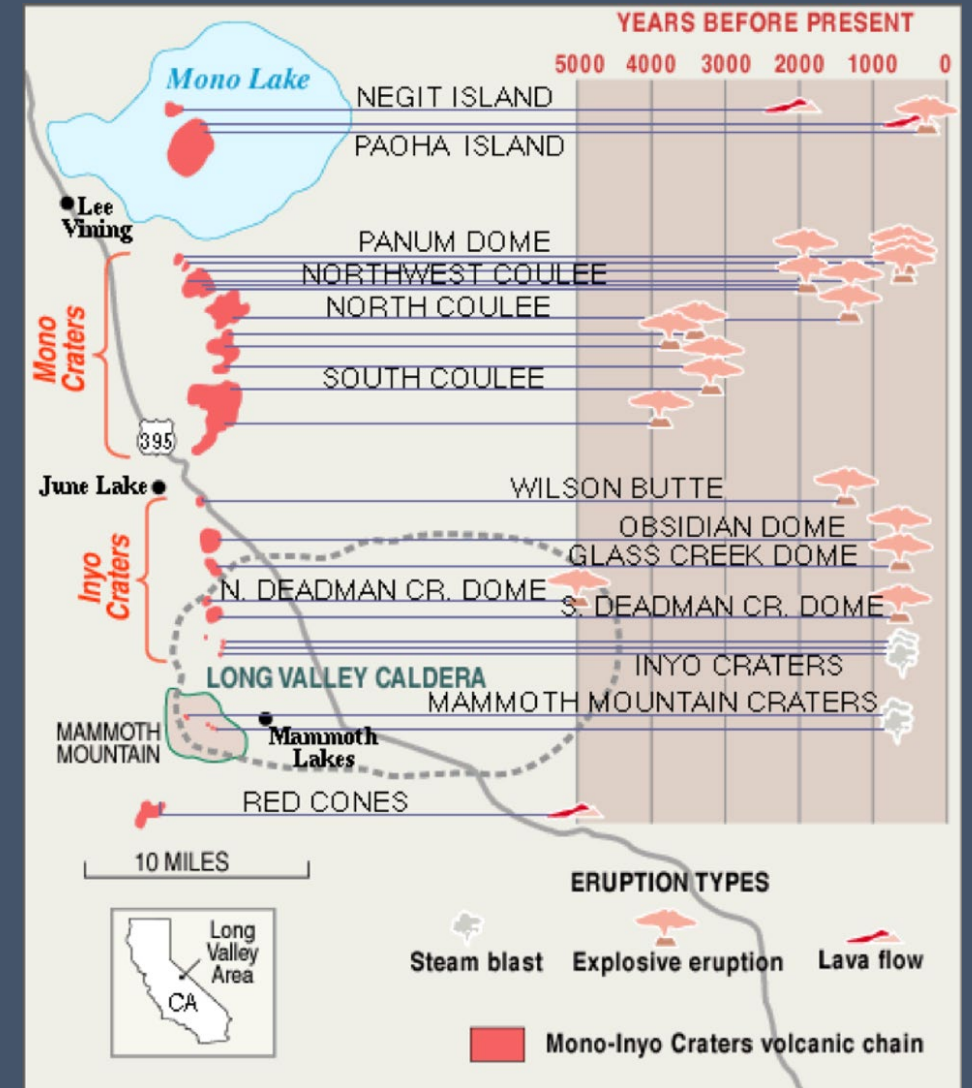 YEARS BEFORE PRESENT
5000 4000 3000 2000 1000 0
Mono Lake
NEGIT ISLAND
PAOHA ISLAND
Lee
Vining
PANUM DOME
NORTHWEST COULEE
NORTH COULEE
Mono
Craters
SOUTH COULEE
395
June Lake
WILSON BUTTE
OBSIDIAN DOME
GLASS CREEK DOME
Inyo
Craters
N. DEADMAN CR. DOME
S. DEADMAN CR. DOME
INYO CRATERS
LONG VALLEY CALDERA
MAMMOTH MOUNTAIN CRATERS
MAMMOTH
MOUNTAIN
Mammoth
Lakes
RED CONES
10 MILES
ERUPTION TYPES
Steam blast
Explosive eruption
Lava flow
Long
Valley
Area
CA
Mono-Inyo Craters volcanic chain